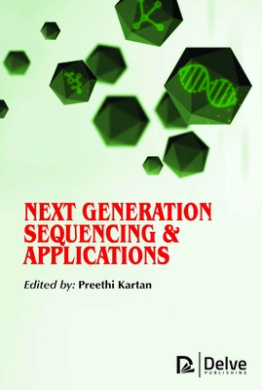 NEXT GENERATION
SEQUENCING &
APPLICATIONS
Edited by: Preethi Kartan
Delve
PUBLISHING